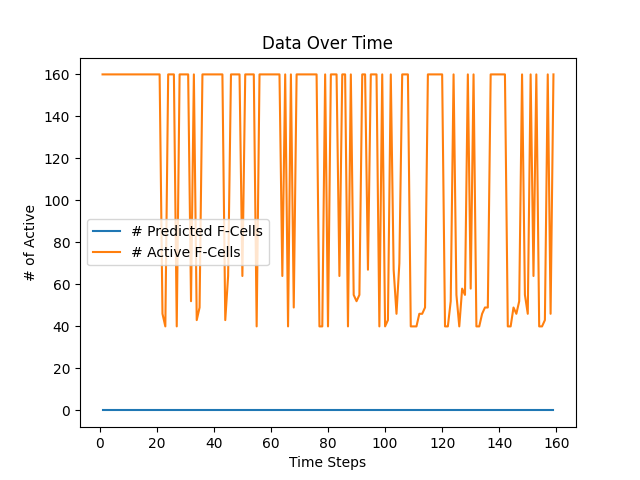 Data Over Time
160
140
120
100
80
60
40
20
0
# of Active
# Predicted F-Cells
# Active F-Cells
0 20 40 60 80 100 120 140 160
Time Steps